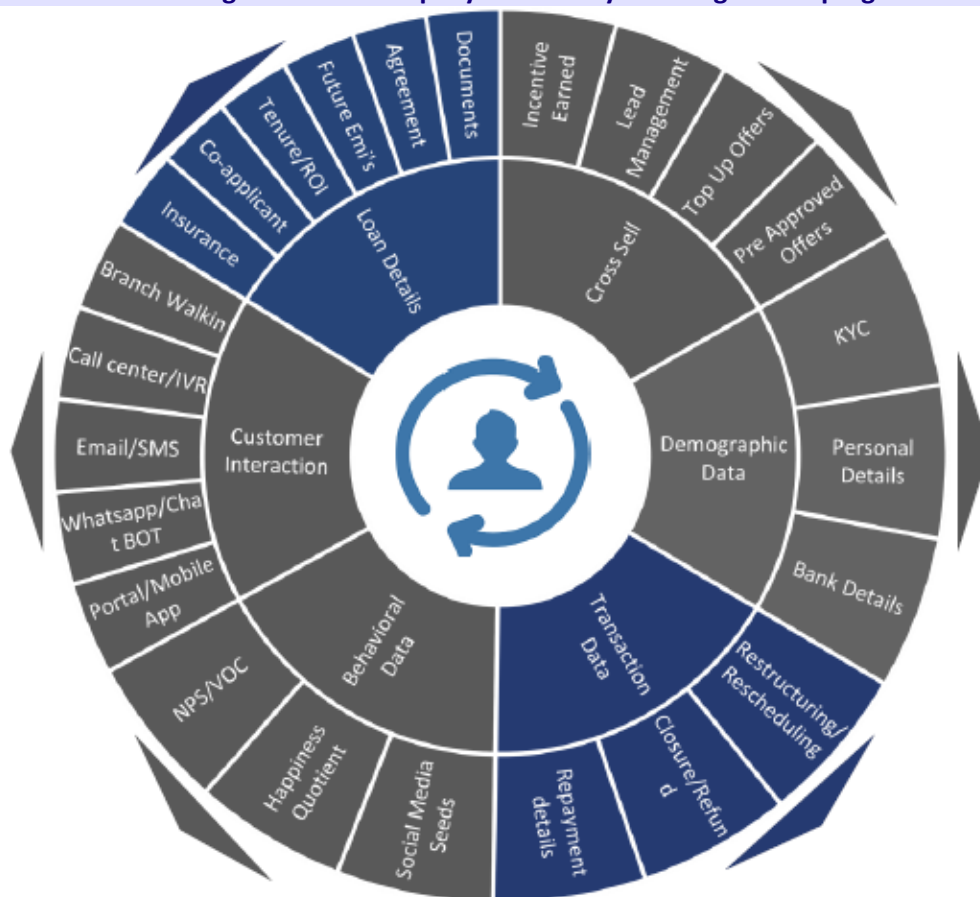 Documents
Agreement
Future Emi's
Tenure/ROI
Co-applicant
Insurance
Loan Details
Incentive
Earned
Lead
Management
Top Up Offers
Pre Approved
Offers
Cross Sell
KYC
Personal
Details
Bank Details
Demographic
Data
Restructuring/
Rescheduling
Closure/Refun
d
Repayment
details
Transaction
Data
Social Media
Seeds
Happiness
Quotient
NPS/VOC
Behavioral
Data
Portal/Mobile
App
Whatsapp/Cha
t BOT
Email/SMS
Call center/IVR
Branch Walkin
Customer
Interaction